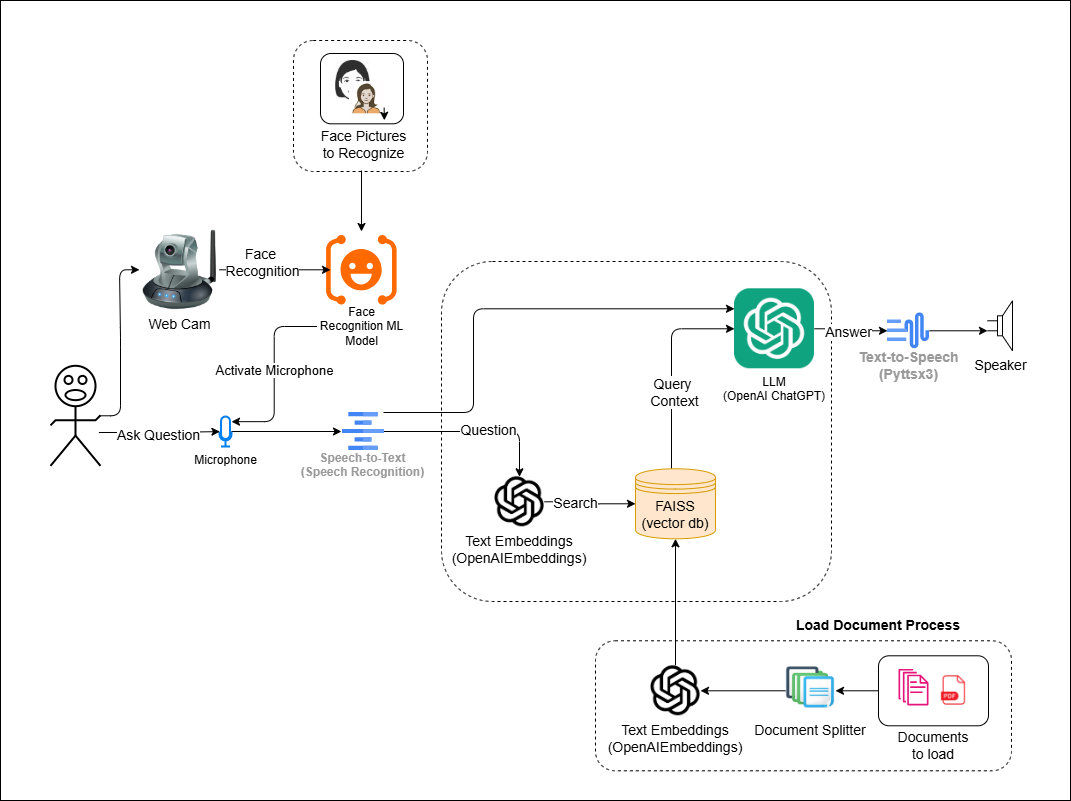 Face Pictures
to Recognize
Face
Recognition
Web Cam
Face
Recognition ML
Model
Activate Microphone
Ask Question
Microphone
Speech-to-Text
(Speech Recognition)
Question
Text Embeddings
(OpenAIEmbeddings)
Search
FAISS
(vector db)
Query
Context
LLM
(OpenAI ChatGPT)
Answer
Text-to-Speech
(Pyttsx3)
Speaker
Load Document Process
Text Embeddings
(OpenAIEmbeddings)
Document Splitter
PDF
Documents
to load